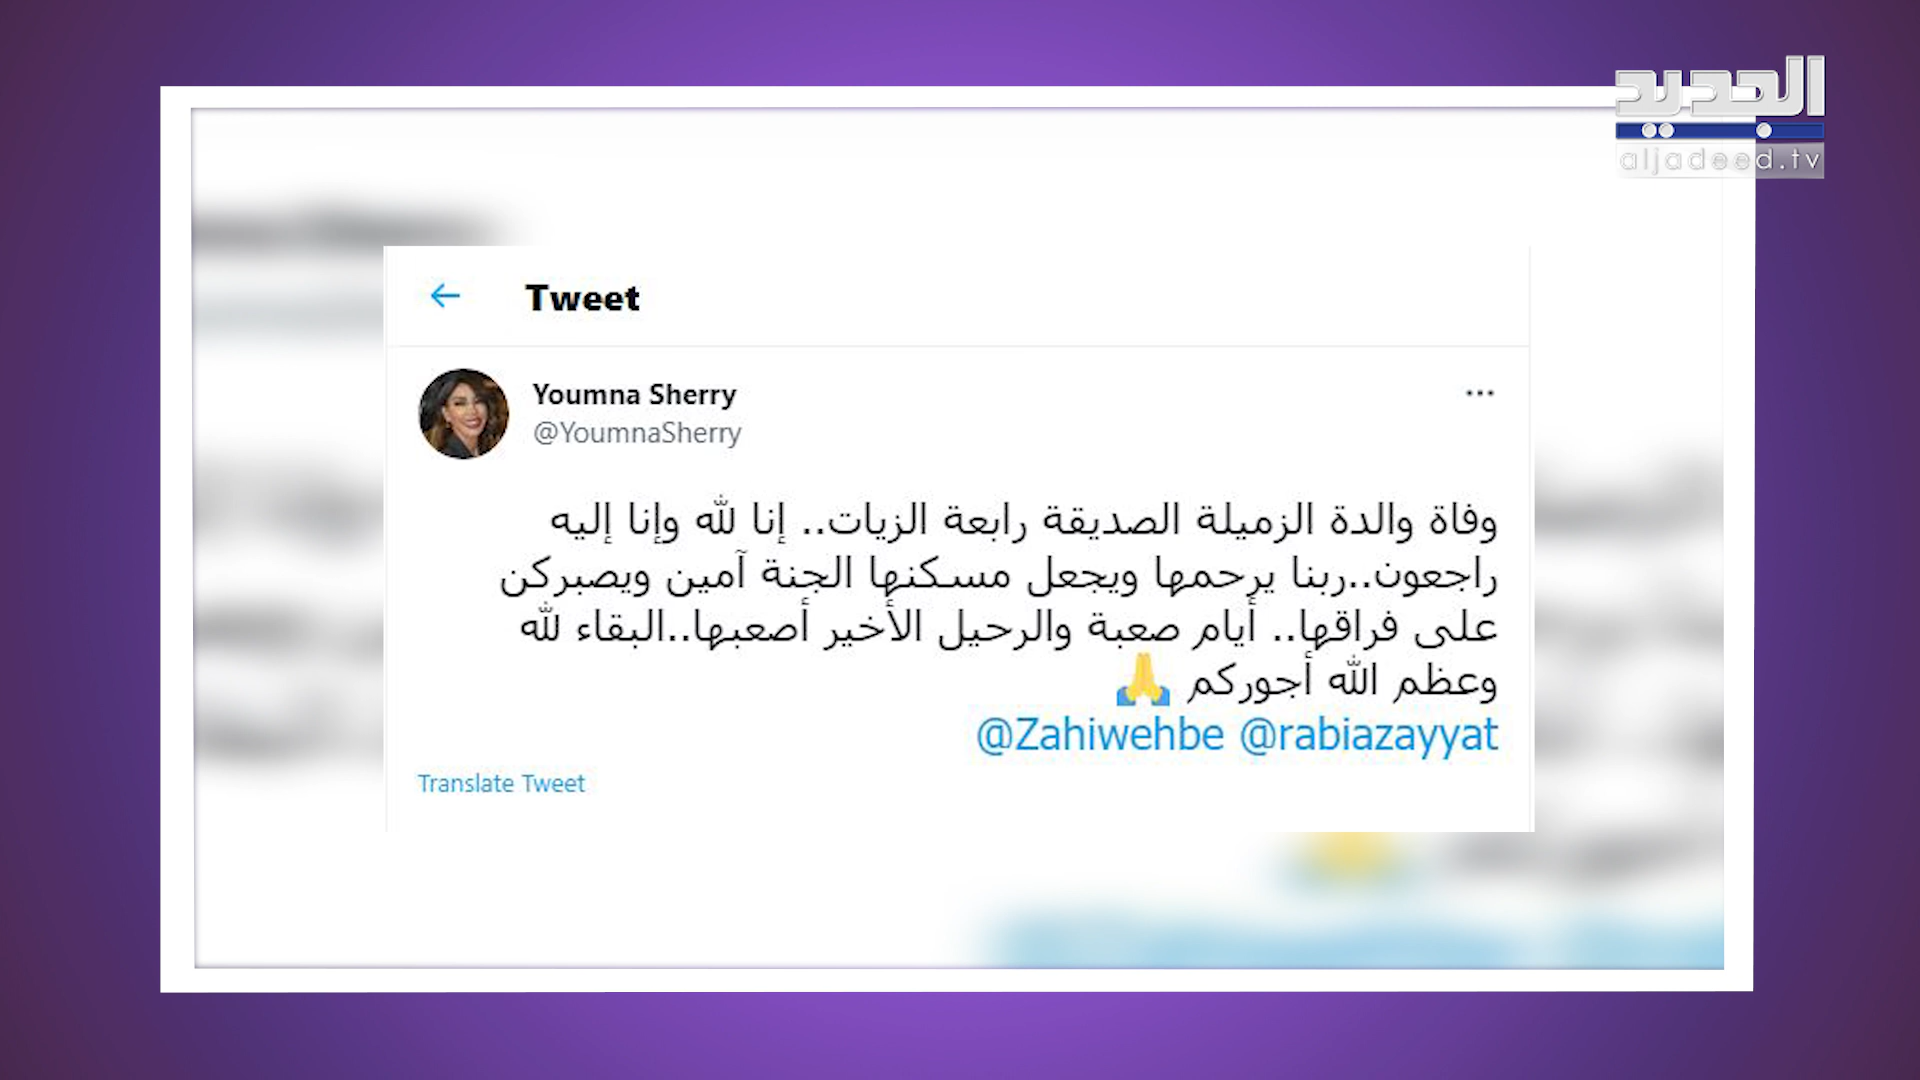 الجديد
aljadeed.tv
Tweet
Youmna Sherry
@YoumnaSherry
وفاة والدة الزميلة الصديقة رابعة الزيات.. إنا لله وإنا إليه
راجعون..ربنا يرحمها ويجعل مسكنها الجنة آمين ويصبركن
على فراقها.. أيام صعبة والرحيل الأخير أصعبها..البقاء لله
وعظم الله أجوركم 🙏
@Zahiwehbe @rabiazayyat
Translate Tweet